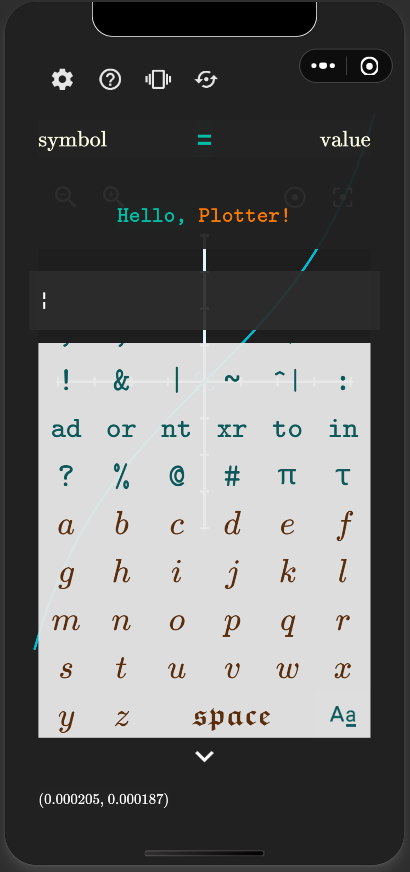 symbol = value
Hello, Plotter!
! & | ~ ^| :
ad or nt xr to in
? % @ # π τ
a b c d e f
g h i j k l
m n o p q r
s t u v w x
y z space Aa
(0.000205, 0.000187)